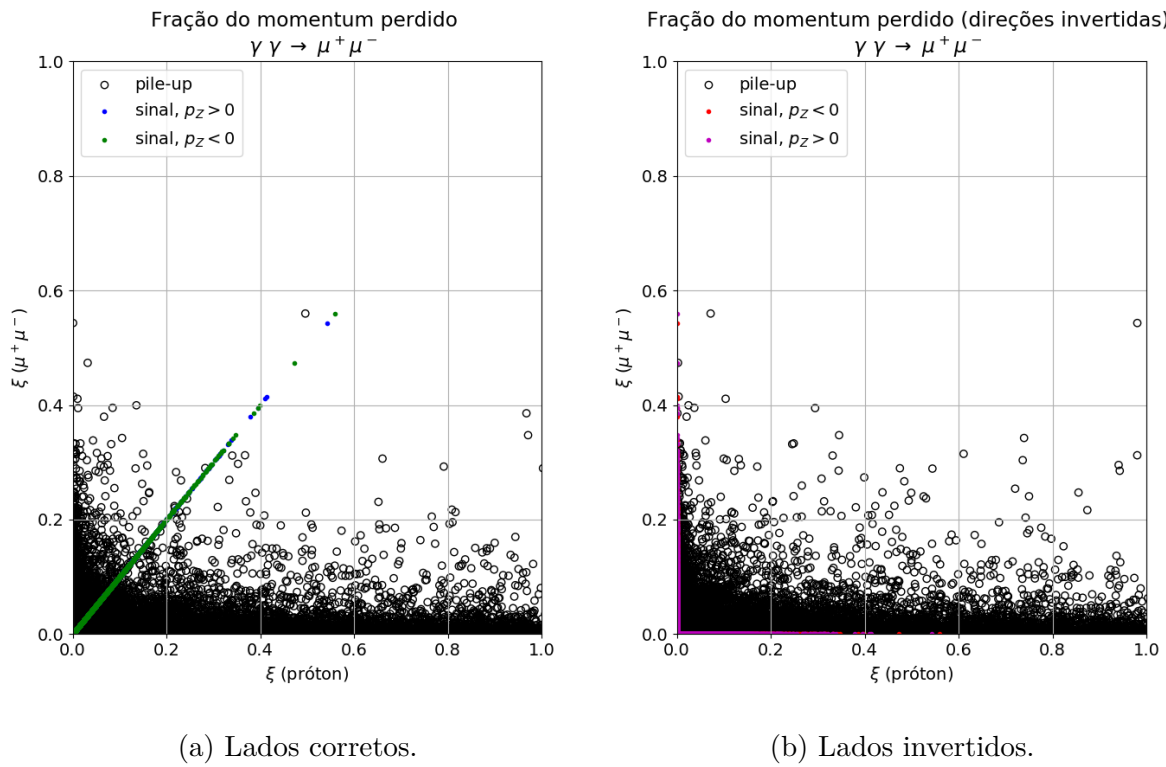 Fração do momentum perdido
γ γ → μ⁺μ⁻
1.0
0.8
0.6
0.4
0.2
0.0
ξ (μ⁺μ⁻)
pile-up
sinal, p_Z > 0
sinal, p_Z < 0
0.0 0.2 0.4 0.6 0.8 1.0
ξ (próton)
(a) Lados corretos.
Fração do momentum perdido (direções invertidas)
γ γ → μ⁺μ⁻
1.0
0.8
0.6
0.4
0.2
0.0
ξ (μ⁺μ⁻)
pile-up
sinal, p_Z < 0
sinal, p_Z > 0
0.0 0.2 0.4 0.6 0.8 1.0
ξ (próton)
(b) Lados invertidos.